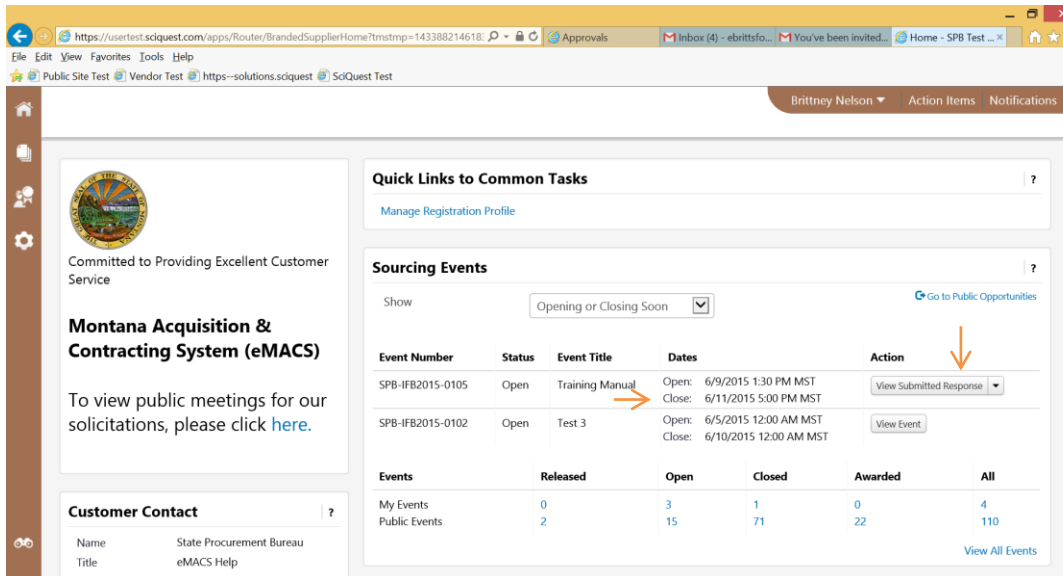 https://usertest.sciquest.com/apps/Router/BrandedSupplierHome?tmstmp=143388214618
Approvals
Inbox (4) - ebrittsfo...
You've been invited...
Home - SPB Test ...
File Edit View Favorites Tools Help
Public Site Test Vendor Test https--solutions.sciquest SciQuest Test
Brittney Nelson Action Items Notifications
Committed to Providing Excellent Customer
Service
Montana Acquisition &
Contracting System (eMACS)
To view public meetings for our
solicitations, please click here.
Customer Contact ?
Name State Procurement Bureau
Title eMACS Help
Quick Links to Common Tasks ?
Manage Registration Profile
Sourcing Events ?
Go to Public Opportunities
Show Opening or Closing Soon
Event Number Status Event Title Dates Action
SPB-IFB2015-0105 Open Training Manual Open: 6/9/2015 1:30 PM MST View Submitted Response
Close: 6/11/2015 5:00 PM MST
SPB-IFB2015-0102 Open Test 3 Open: 6/5/2015 12:00 AM MST View Event
Close: 6/10/2015 12:00 AM MST
Events Released Open Closed Awarded All
My Events 0 3 1 0 4
Public Events 2 15 71 22 110
View All Events